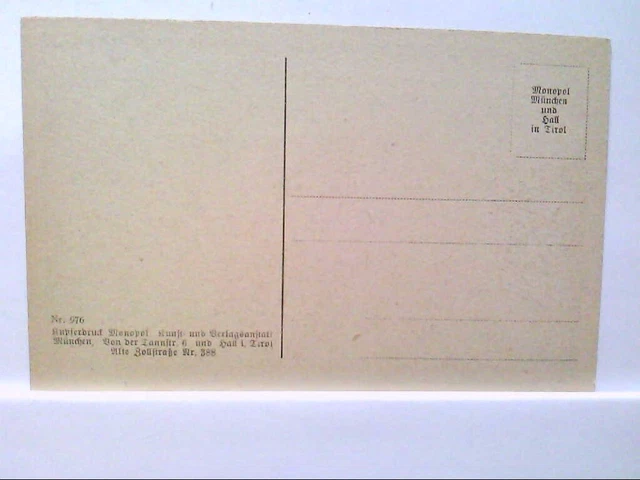 Monopol
München
und
Hall
in Tirol
Nr. 976
Kupferdruck Monopol Kunst- und Verlagsanstalt
München, Von der Tannstr. 6 und Hall i. Tirol
Alte Zollstraße Nr. 388